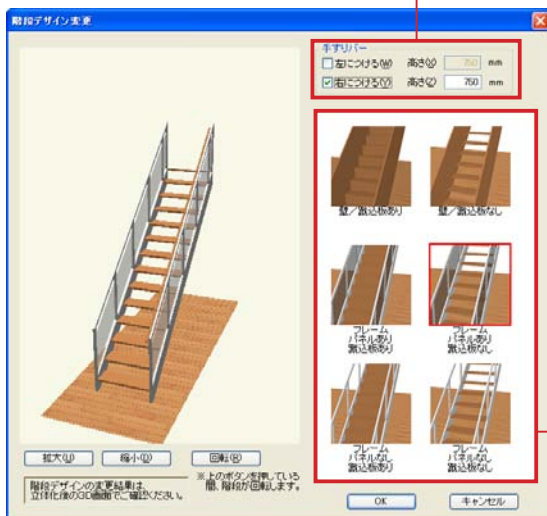 階段デザイン変更
手すりバー
左につける(W) 高さ(X) 750 mm
右につける(Y) 高さ(Z) 750 mm
壁／蹴込板あり 壁／蹴込板なし
フレーム
パネルあり
蹴込板あり
フレーム
パネルあり
蹴込板なし
フレーム
パネルなし
蹴込板あり
フレーム
パネルなし
蹴込板なし
拡大(U) 縮小(D) 回転(R)
階段デザインの変更結果は、
立体化後の3D画面でご確認ください。
※上のボタンを押している
間、階段が回転します。
OK キャンセル